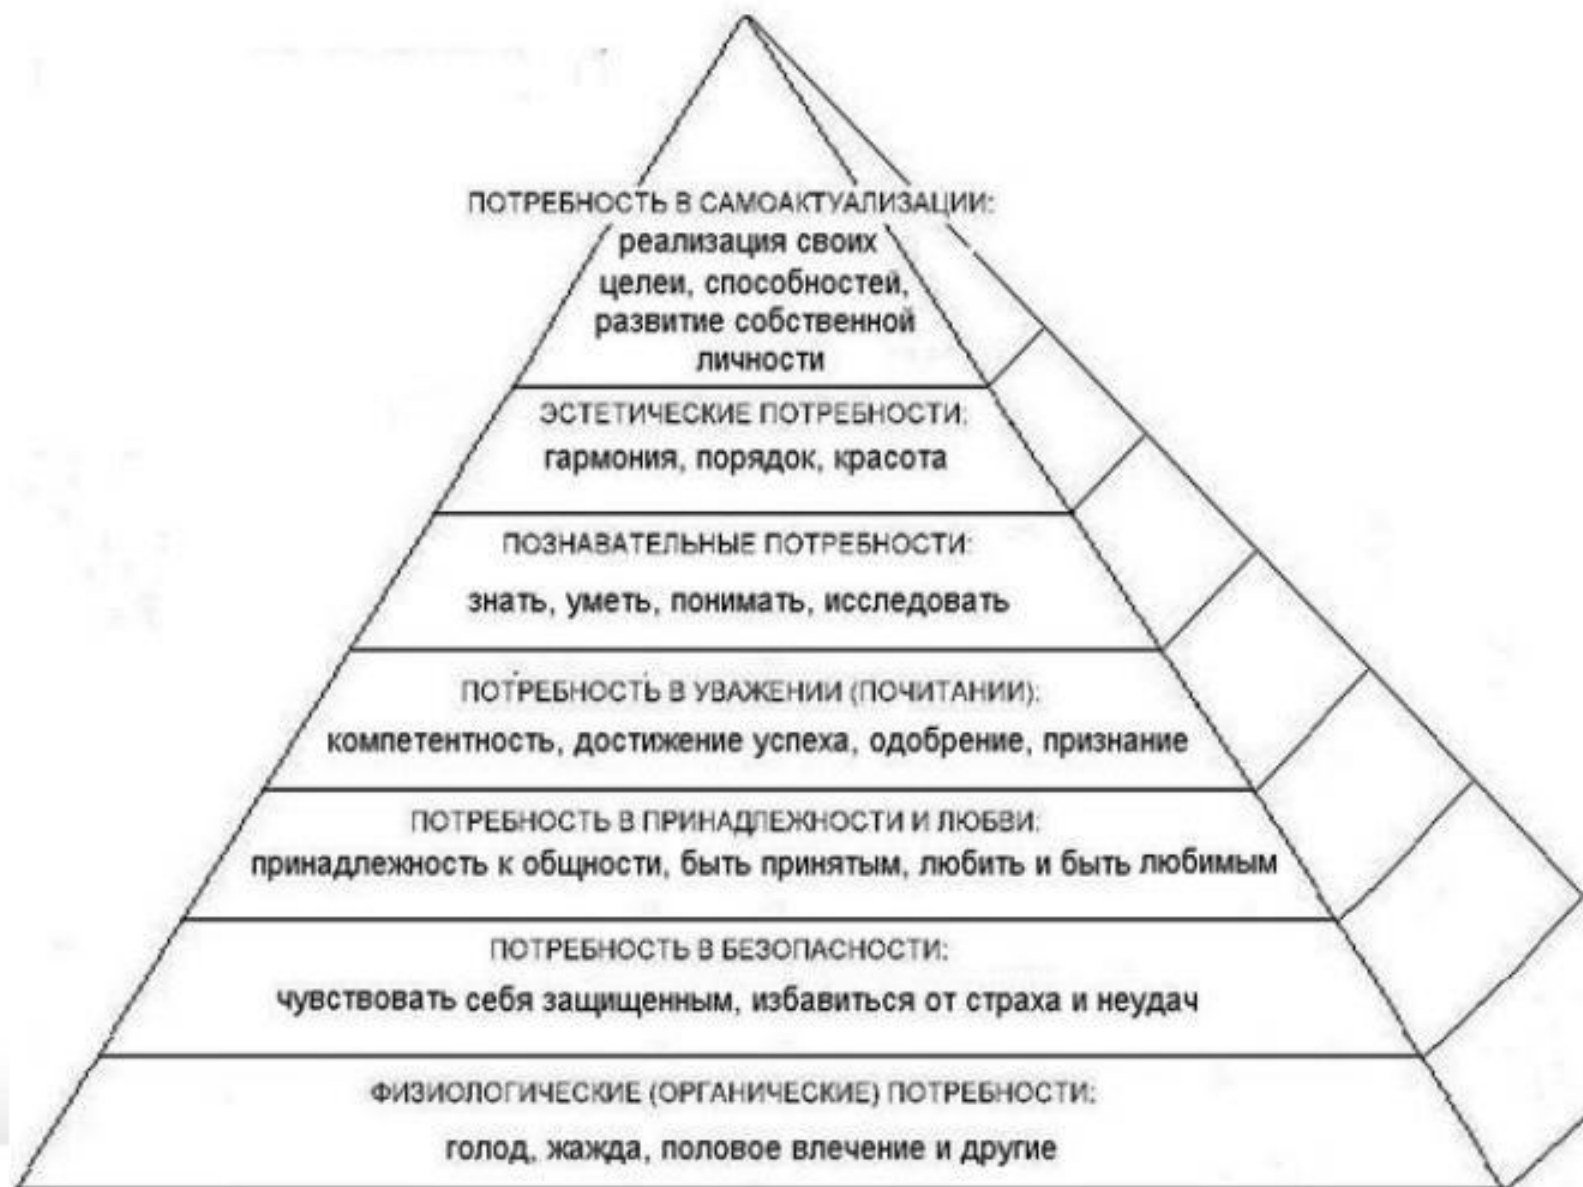 ПОТРЕБНОСТЬ В САМОАКТУАЛИЗАЦИИ:
реализация своих
целеи, способностей,
развитие собственной
личности
ЭСТЕТИЧЕСКИЕ ПОТРЕБНОСТИ:
гармония, порядок, красота
ПОЗНАВАТЕЛЬНЫЕ ПОТРЕБНОСТИ:
знать, уметь, понимать, исследовать
ПОТРЕБНОСТЬ В УВАЖЕНИИ (ПОЧИТАНИИ):
компетентность, достижение успеха, одобрение, признание
ПОТРЕБНОСТЬ В ПРИНАДЛЕЖНОСТИ И ЛЮБВИ:
принадлежность к общности, быть принятым, любить и быть любимым
ПОТРЕБНОСТЬ В БЕЗОПАСНОСТИ:
чувствовать себя защищенным, избавиться от страха и неудач
ФИЗИОЛОГИЧЕСКИЕ (ОРГАНИЧЕСКИЕ) ПОТРЕБНОСТИ:
голод, жажда, половое влечение и другие